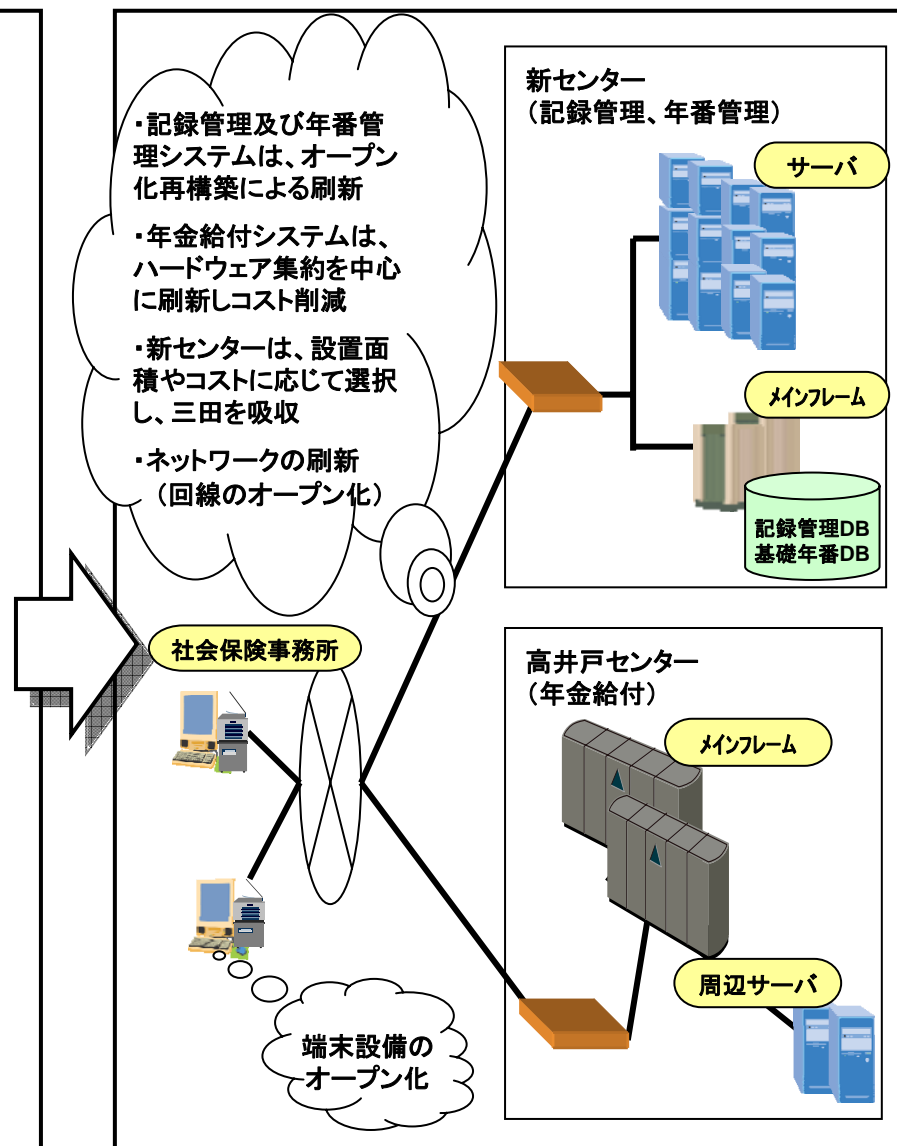 ・記録管理及び年番管
理システムは、オープン
化再構築による刷新
・年金給付システムは、
ハードウェア集約を中心
に刷新しコスト削減
・新センターは、設置面
積やコストに応じて選択
し、三田を吸収
・ネットワークの刷新
（回線のオープン化）
新センター
（記録管理、年番管理）
サーバ
メインフレーム
記録管理DB
基礎年番DB
社会保険事務所
高井戸センター
（年金給付）
メインフレーム
周辺サーバ
端末設備の
オープン化